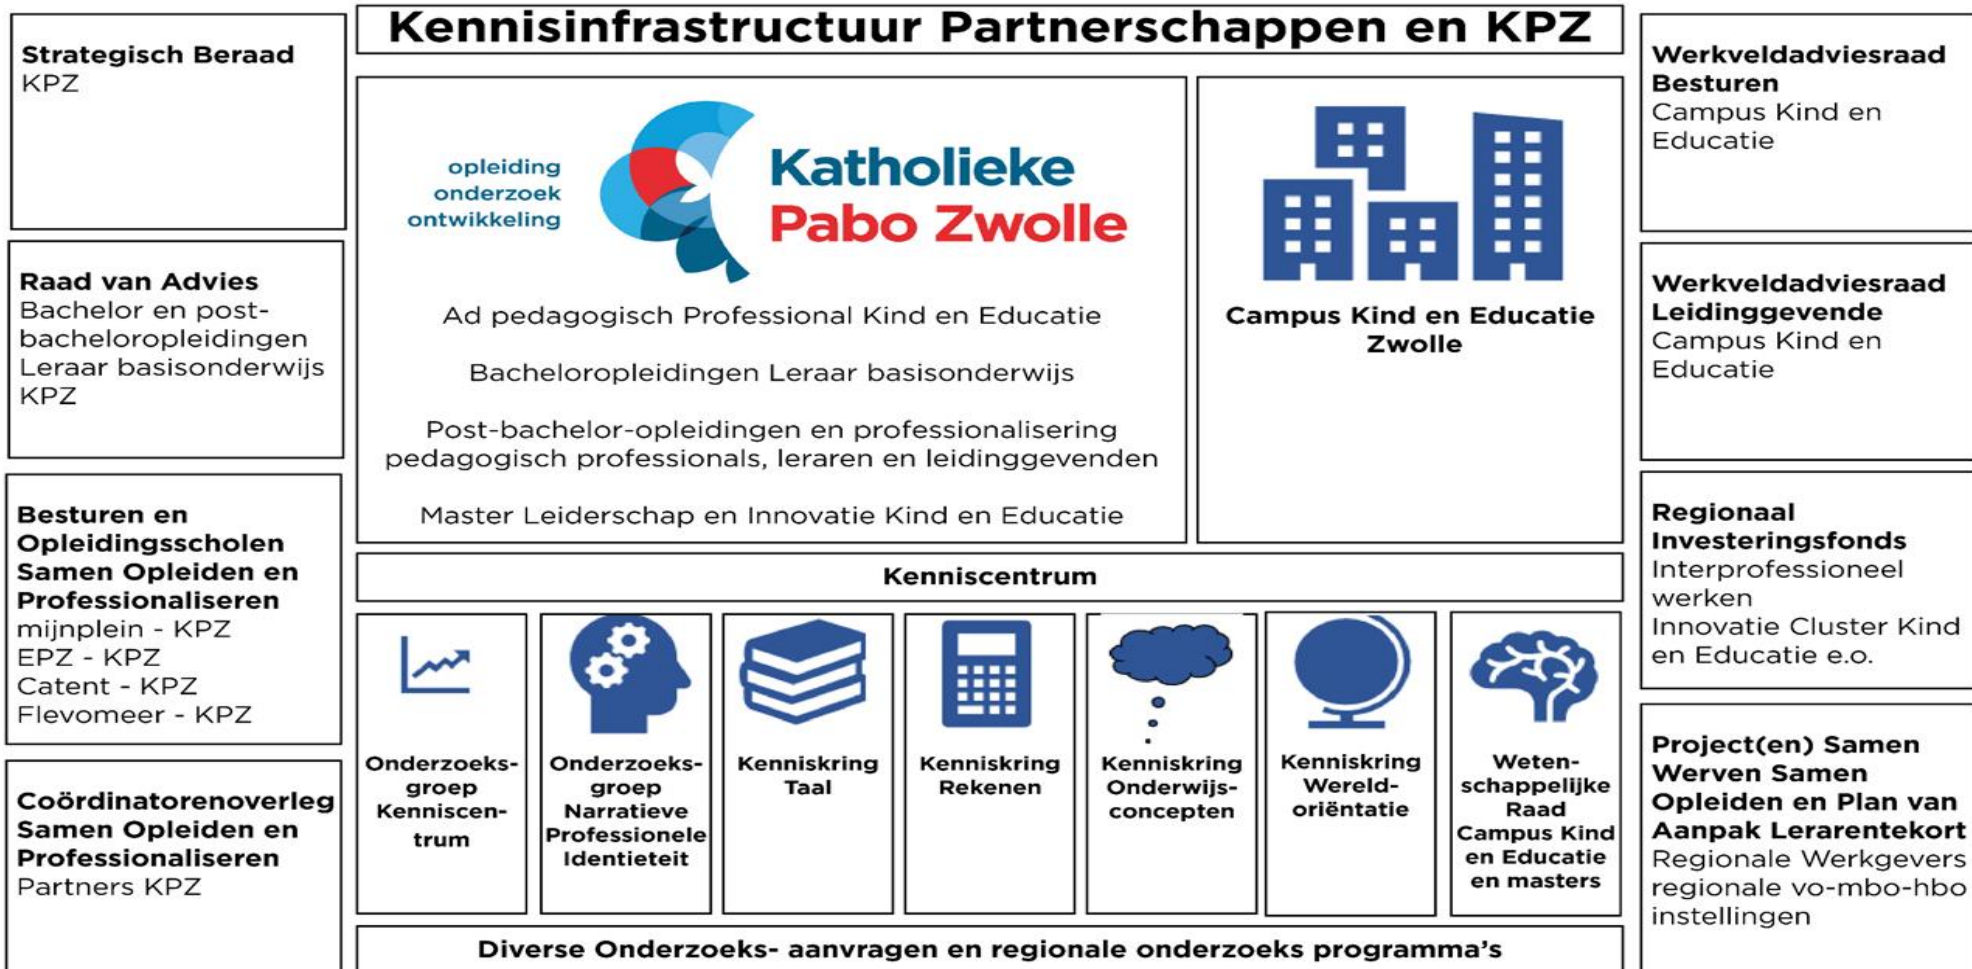 Kennisinfrastructuur Partnerschappen en KPZ
Strategisch Beraad
KPZ
Raad van Advies
Bachelor en post-
bacheloropleidingen
Leraar basisonderwijs
KPZ
Besturen en
Opleidingsscholen
Samen Opleiden en
Professionaliseren
mijnplein - KPZ
EPZ - KPZ
Catent - KPZ
Flevomeer - KPZ
Coördinatorenoverleg
Samen Opleiden en
Professionaliseren
Partners KPZ
opleiding
onderzoek
ontwikkeling
Katholieke
Pabo Zwolle
Ad pedagogisch Professional Kind en Educatie
Bacheloropleidingen Leraar basisonderwijs
Post-bachelor-opleidingen en professionalisering
pedagogisch professionals, leraren en leidinggevenden
Master Leiderschap en Innovatie Kind en Educatie
Campus Kind en Educatie
Zwolle
Kenniscentrum
Onderzoeks-
groep
Kenniscen-
trum
Onderzoeks-
groep
Narratieve
Professionele
Identieteit
Kenniskring
Taal
Kenniskring
Rekenen
Kenniskring
Onderwijs-
concepten
Kenniskring
Wereld-
oriëntatie
Weten-
schappelijke
Raad
Campus Kind
en Educatie
en masters
Diverse Onderzoeks- aanvragen en regionale onderzoeks programma's
Werkveldadviesraad
Besturen
Campus Kind en
Educatie
Werkveldadviesraad
Leidinggevende
Campus Kind en
Educatie
Regionaal
Investeringsfonds
Interprofessioneel
werken
Innovatie Cluster Kind
en Educatie e.o.
Project(en) Samen
Werven Samen
Opleiden en Plan van
Aanpak Lerarentekort
Regionale Werkgevers
regionale vo-mbo-hbo
instellingen